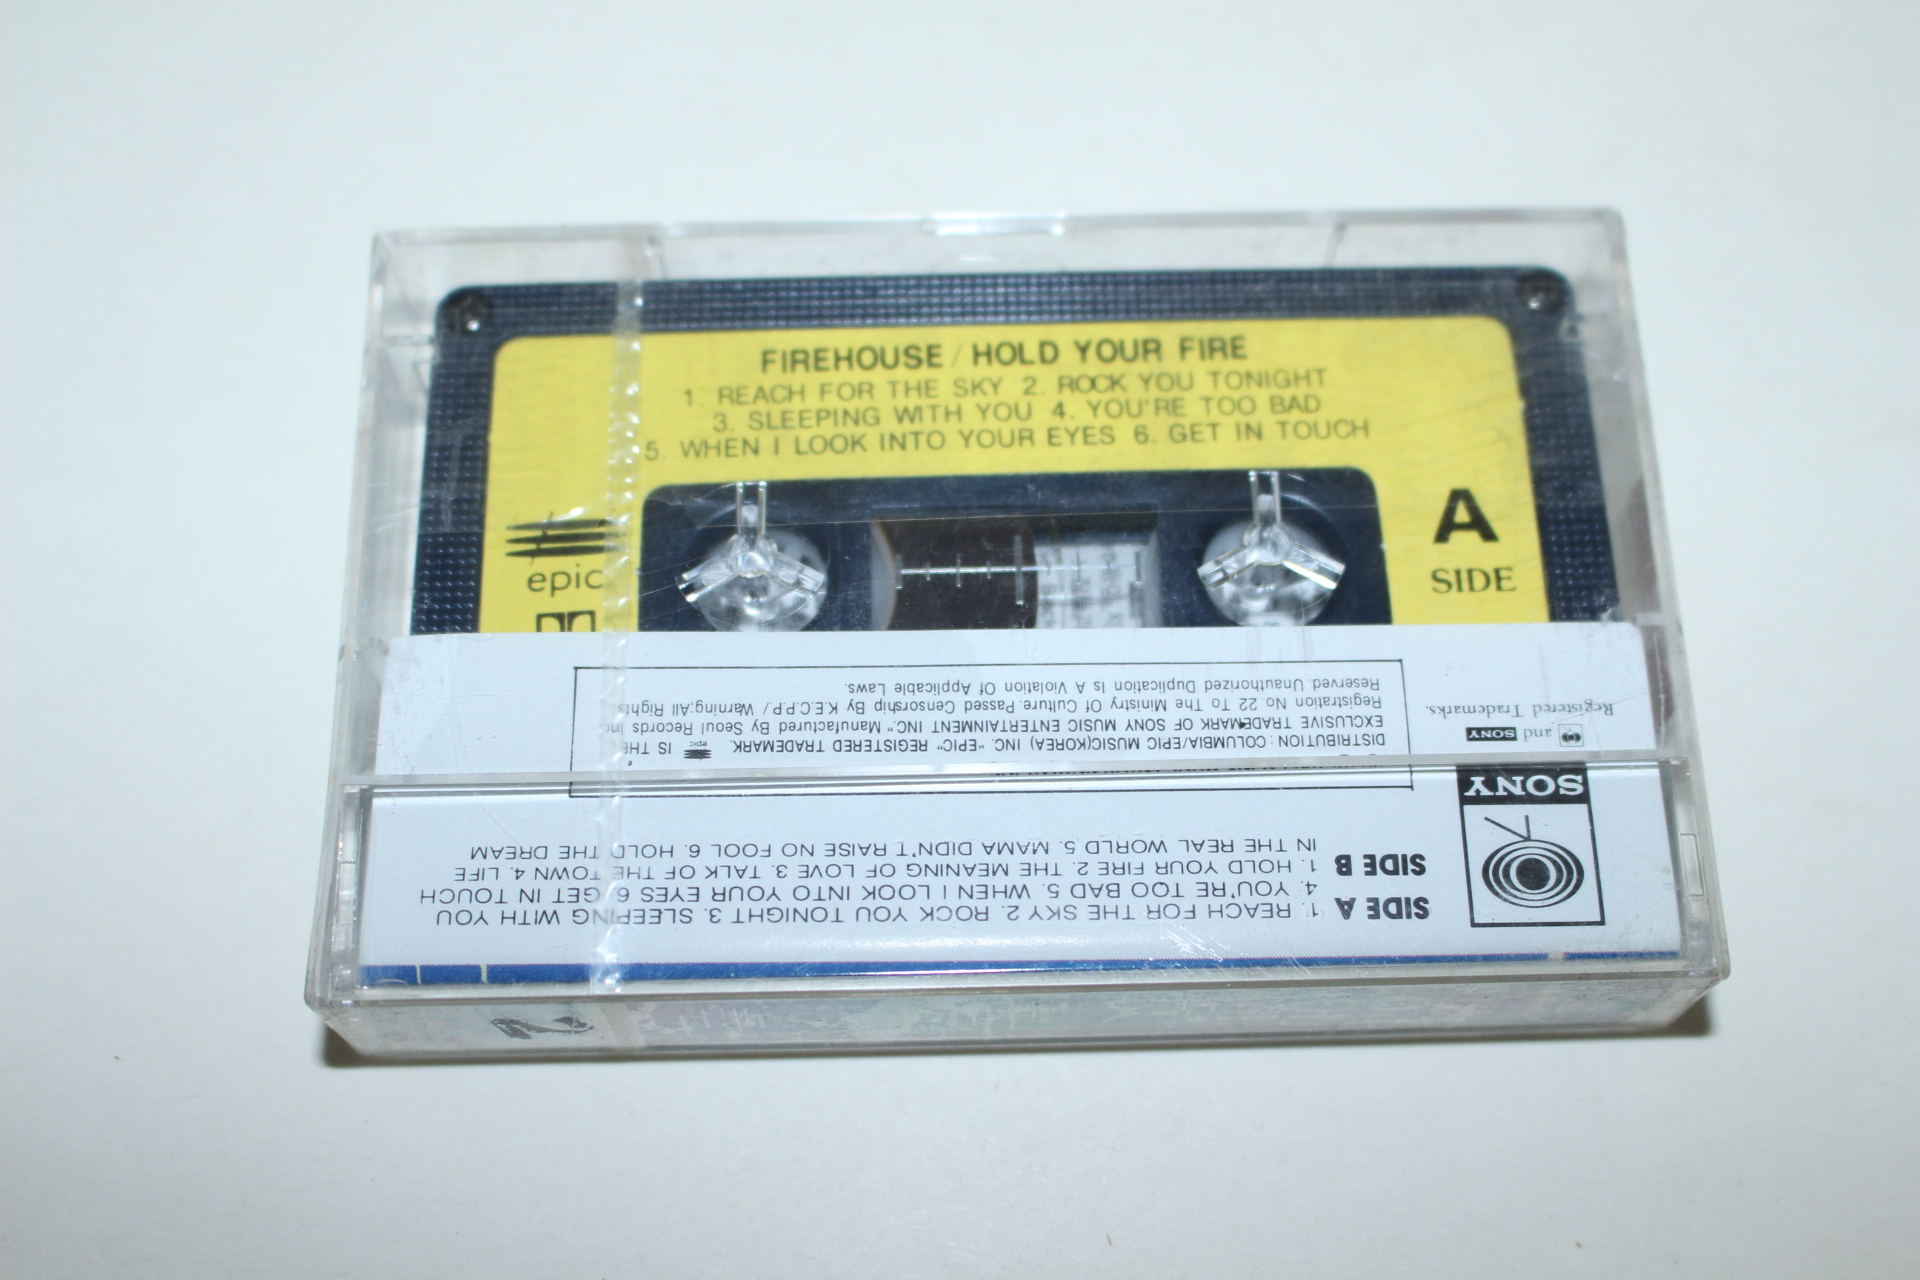 FIREHOUSE / HOLD YOUR FIRE
1. REACH FOR THE SKY 2. ROCK YOU TONIGHT
3. SLEEPING WITH YOU 4. YOU'RE TOO BAD
5. WHEN I LOOK INTO YOUR EYES 6. GET IN TOUCH
epic
A
SIDE
SIDE A 1. REACH FOR THE SKY 2. ROCK YOU TONIGHT 3. SLEEPING WITH YOU
4. YOU'RE TOO BAD 5. WHEN I LOOK INTO YOUR EYES 6. GET IN TOUCH
SIDE B 1. HOLD YOUR FIRE 2. THE MEANING OF LOVE 3. TALK OF THE TOWN 4. LIFE
IN THE REAL WORLD 5. MAMA DIDN'T RAISE NO FOOL 6. HOLD THE DREAM
SONY
and SONY
Registered Trademarks.
DISTRIBUTION: COLUMBIA/EPIC MUSIC(KOREA) INC. "EPIC" REGISTERED TRADEMARK. epic IS THE
EXCLUSIVE TRADEMARK OF SONY MUSIC ENTERTAINMENT INC." Manufactured By Seoul Records Inc.
Registration No.22 To The Ministry Of Culture. Passed Censorship By K.E.C.P.P./ Warning:All Rights
Reserved. Unauthorized Duplication Is A Violation Of Applicable Laws.